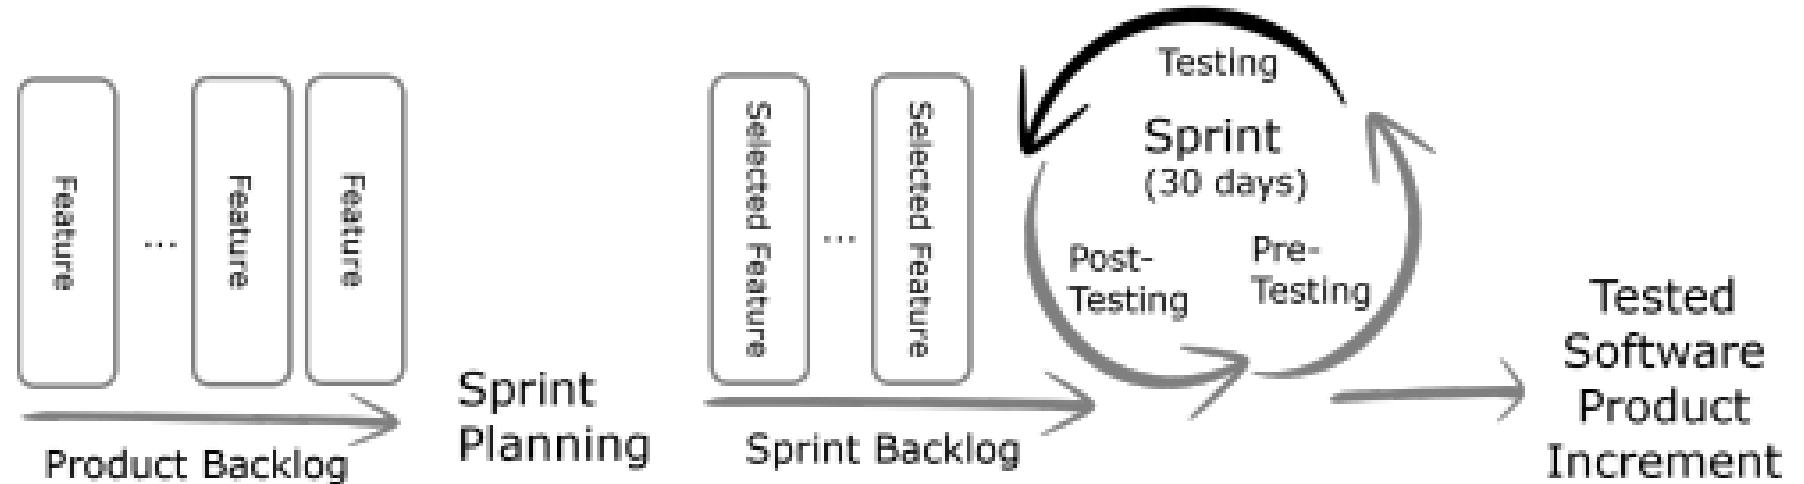 Feature
...
Feature
Feature
Product Backlog
Sprint
Planning
Selected Feature
...
Selected Feature
Sprint Backlog
Testing
Sprint
(30 days)
Post-
Testing
Pre-
Testing
Tested
Software
Product
Increment